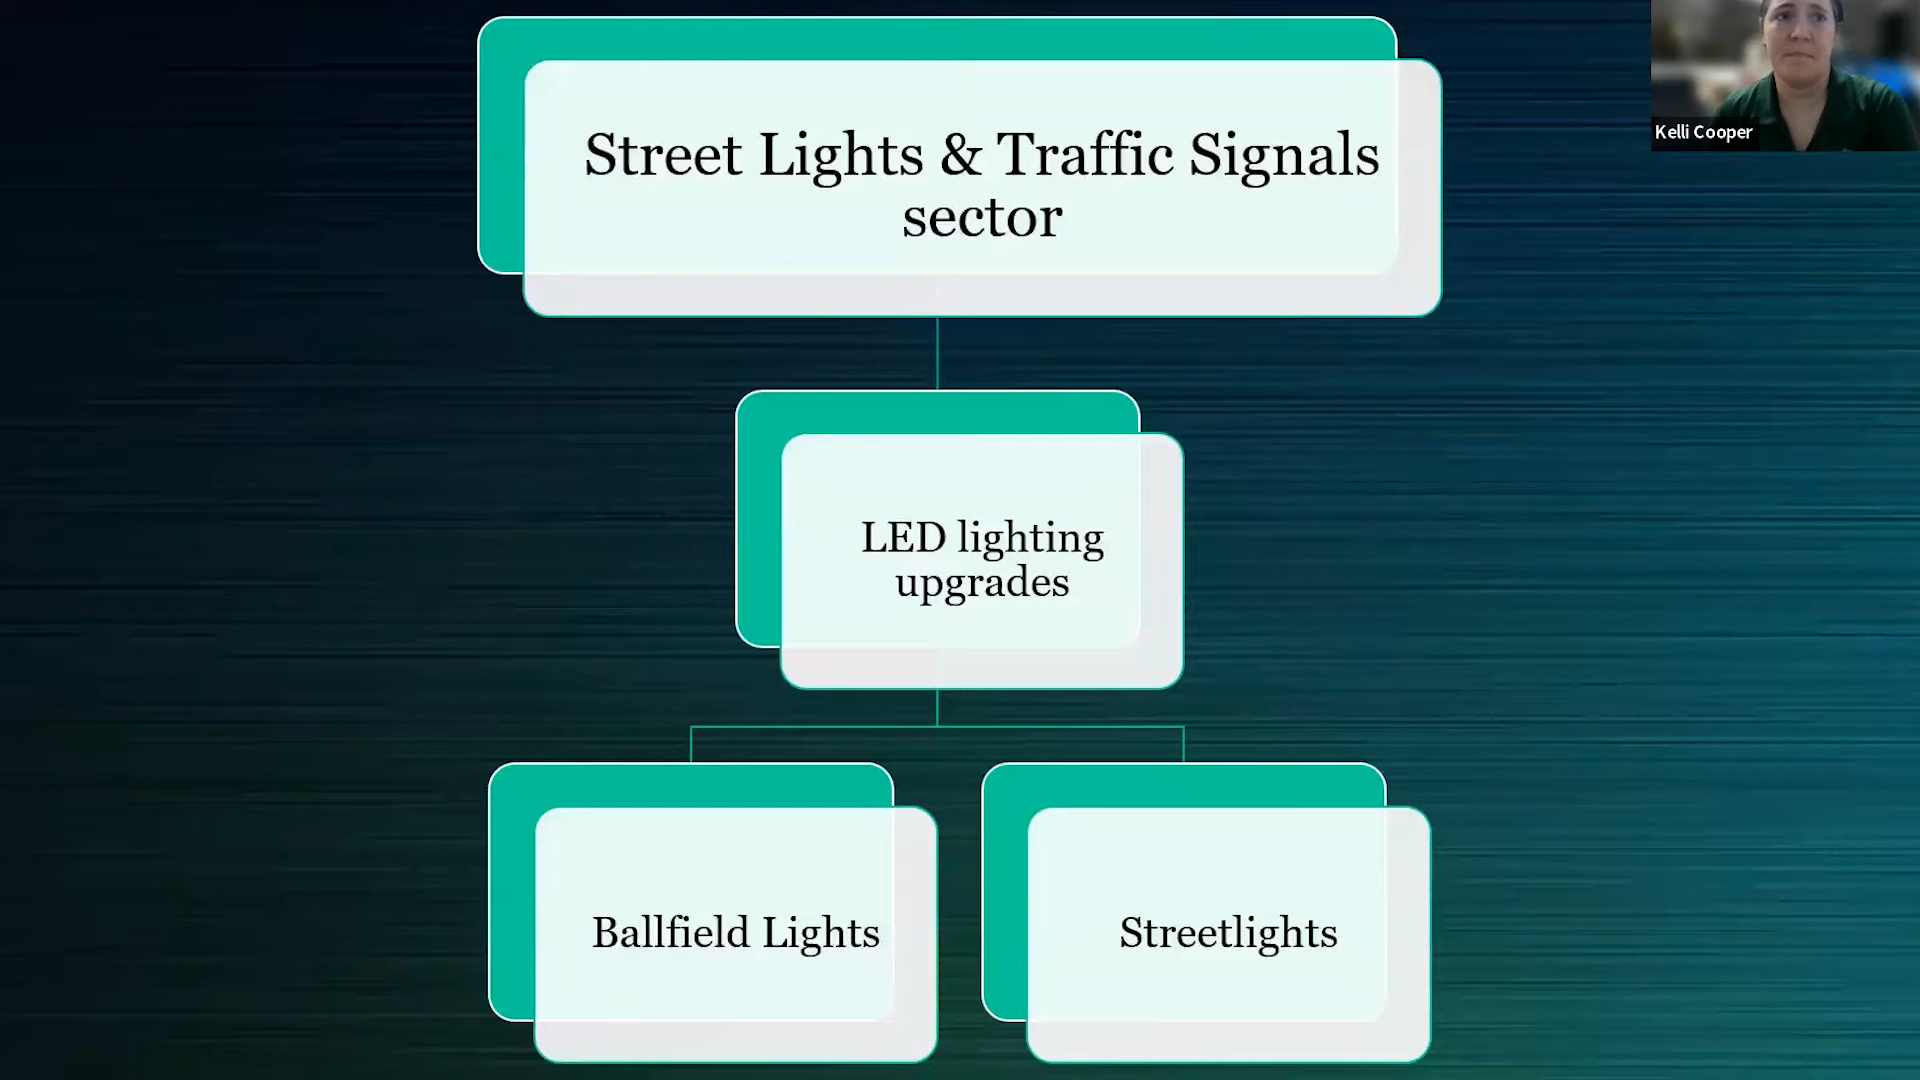 Street Lights & Traffic Signals
sector
Kelli Cooper
LED lighting
upgrades
Ballfield Lights
Streetlights